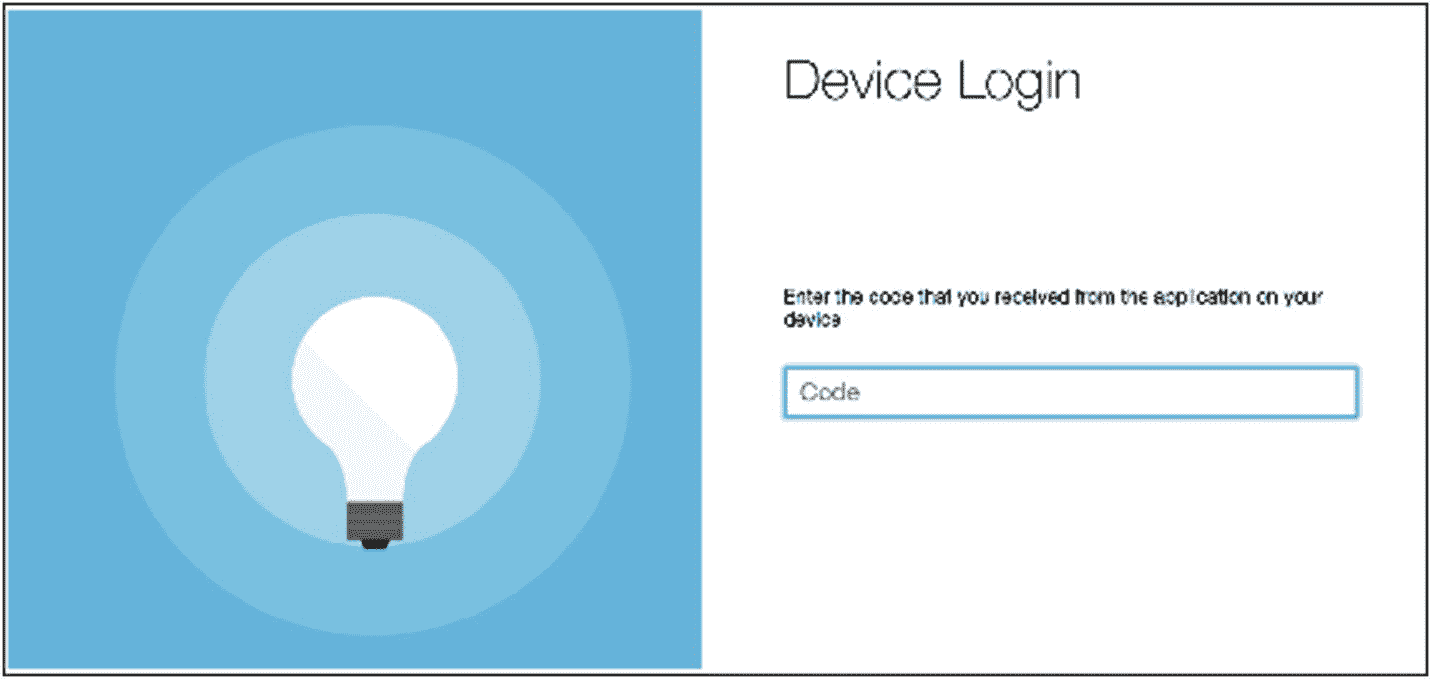 Device Login
Enter the code that you received from the application on your
device
Code